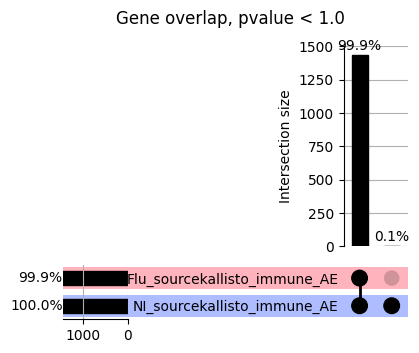 Gene overlap, pvalue < 1.0
99.9%
1500
1250
1000
750
500
250
0
Intersection size
0.1%
99.9% Flu_sourcekallisto_immune_AE
100.0% NI_sourcekallisto_immune_AE
1000 0